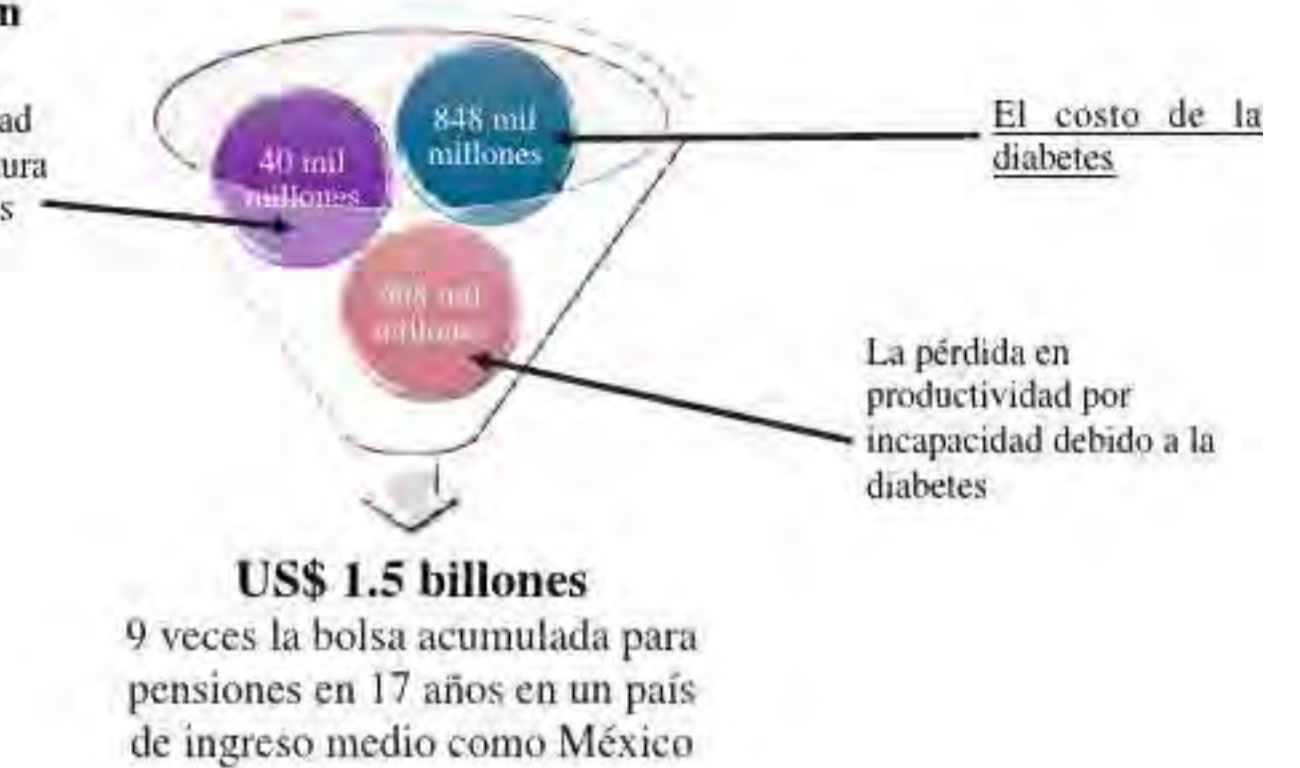 n
ad
ura
s
40 mil
millones
848 mil
millones
mil
El costo de la
diabetes
La pérdida en
productividad por
incapacidad debido a la
diabetes
US$ 1.5 billones
9 veces la bolsa acumulada para
pensiones en 17 años en un país
de ingreso medio como México